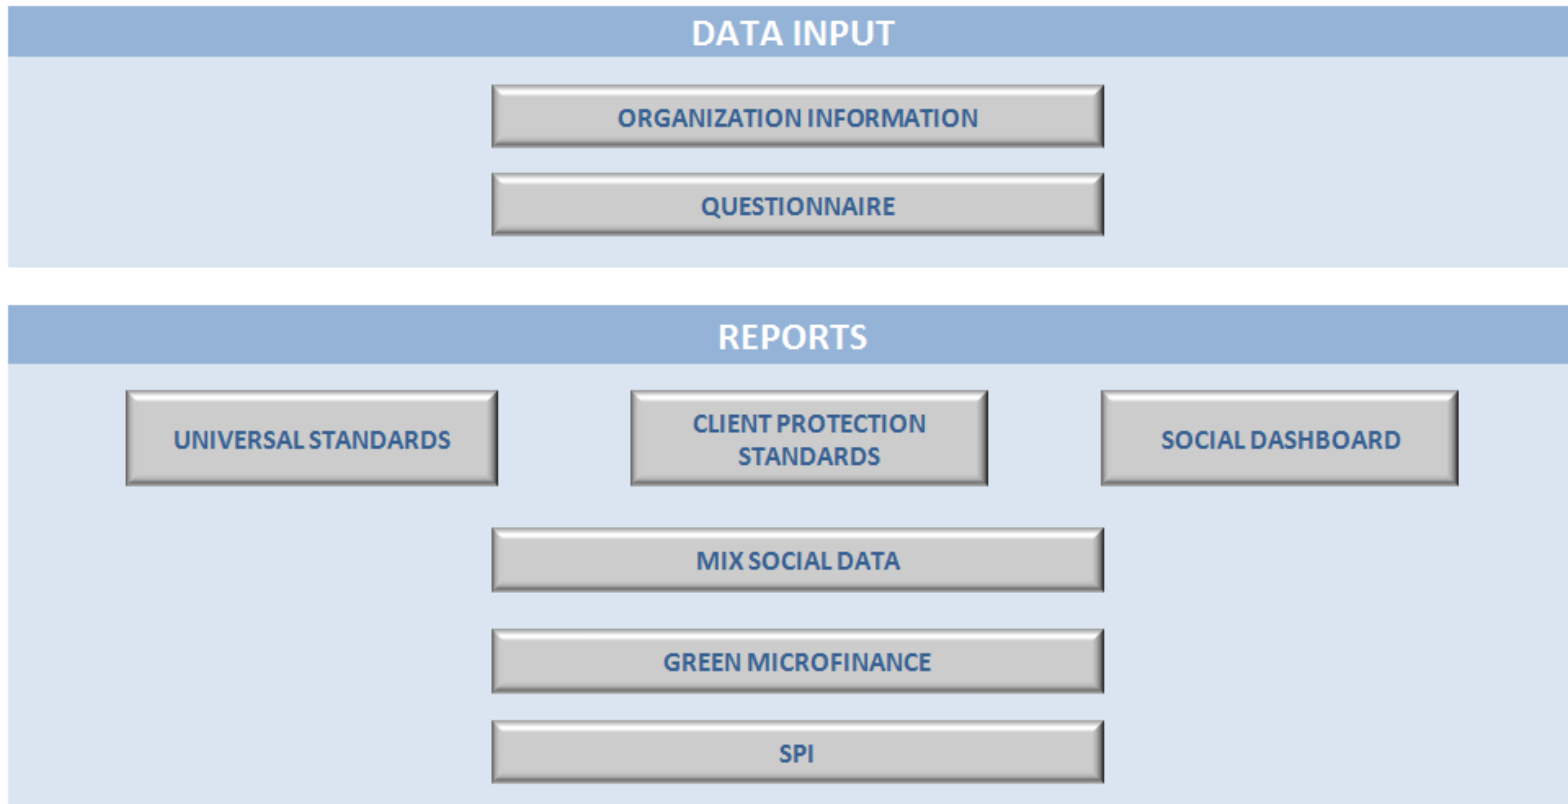 DATA INPUT
ORGANIZATION INFORMATION
QUESTIONNAIRE
REPORTS
UNIVERSAL STANDARDS
CLIENT PROTECTION
STANDARDS
SOCIAL DASHBOARD
MIX SOCIAL DATA
GREEN MICROFINANCE
SPI